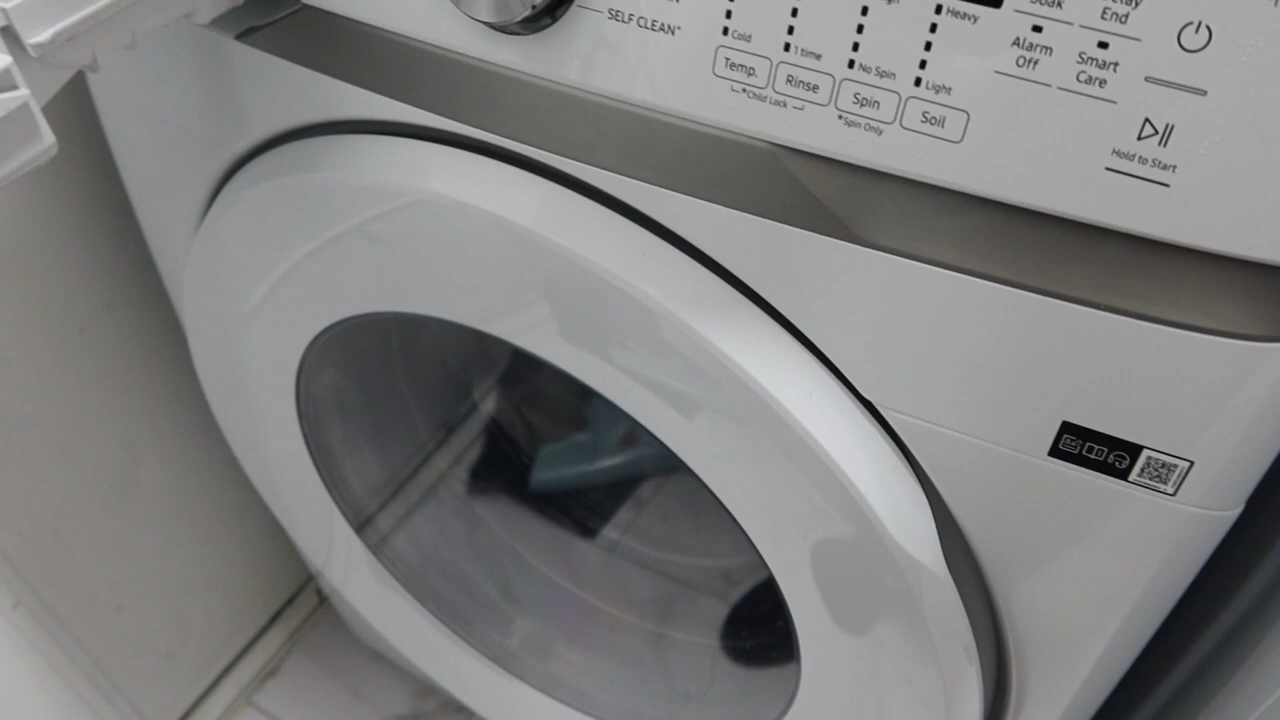 SELF CLEAN*
Cold
1 time
No Spin
Heavy
Light
Temp.
Rinse
Spin
Soil
*Child Lock
*Spin Only
Soak
End
Alarm
Off
Smart
Care
Hold to Start